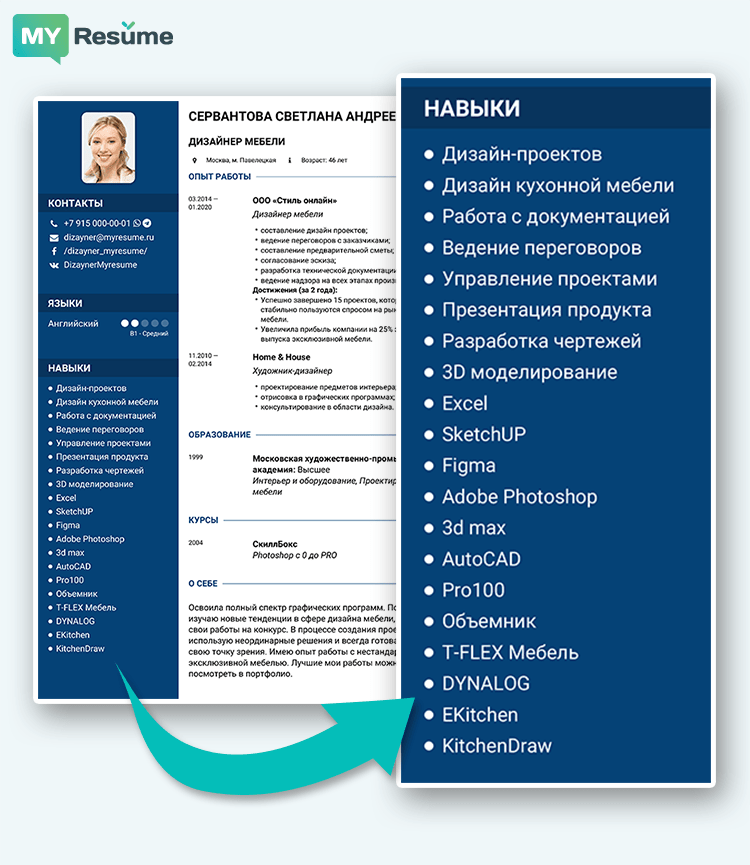 MY Resume
СЕРВАНТОВА СВЕТЛАНА АНДРЕЕ
ДИЗАЙНЕР МЕБЕЛИ
Москва, м. Павелецкая Возраст: 46 лет
КОНТАКТЫ
+7 915 000-00-01
dizayner@myresume.ru
/dizayner_myresume/
DizaynerMyresume
ЯЗЫКИ
Английский
B1 - Средний
НАВЫКИ
Дизайн-проектов
Дизайн кухонной мебели
Работа с документацией
Ведение переговоров
Управление проектами
Презентация продукта
Разработка чертежей
3D моделирование
Excel
SketchUP
Figma
Adobe Photoshop
3d max
AutoCAD
Pro100
Объемник
T-FLEX Мебель
DYNALOG
EKitchen
KitchenDraw
ОПЫТ РАБОТЫ
03.2014 —
01.2020
ООО «Стиль онлайн»
Дизайнер мебели
* составление дизайн проектов;
* ведение переговоров с заказчиками;
* составление предварительной сметы;
* согласование эскиза;
* разработка технической документации
* ведение надзора на всех этапах произв
Достижения (за 2 года):
* Успешно завершено 15 проектов, кото
стабильно пользуются спросом на рын
мебели.
* Увеличила прибыль компании на 25%
выпуска эксклюзивной мебели.
11.2010 —
02.2014
Home & House
Художник-дизайнер
* проектирование предметов интерьера;
* отрисовка в графических программах;
* консультирование в области дизайна.
ОБРАЗОВАНИЕ
1999
Московская художественно-промы
академия: Высшее
Интерьер и оборудование, Проектир
мебели
КУРСЫ
2004
СкиллБокс
Photoshop с 0 до PRO
О СЕБЕ
Освоила полный спектр графических программ. По
изучаю новые тенденции в сфере дизайна мебели,
свои работы на конкурс. В процессе создания прое
использую неординарные решения и всегда готова
свою точку зрения. Имею опыт работы с нестандар
эксклюзивной мебелью. Лучшие мои работы можн
посмотреть в портфолио.
НАВЫКИ
Дизайн-проектов
Дизайн кухонной мебели
Работа с документацией
Ведение переговоров
Управление проектами
Презентация продукта
Разработка чертежей
3D моделирование
Excel
SketchUP
Figma
Adobe Photoshop
3d max
AutoCAD
Pro100
Объемник
T-FLEX Мебель
DYNALOG
EKitchen
KitchenDraw